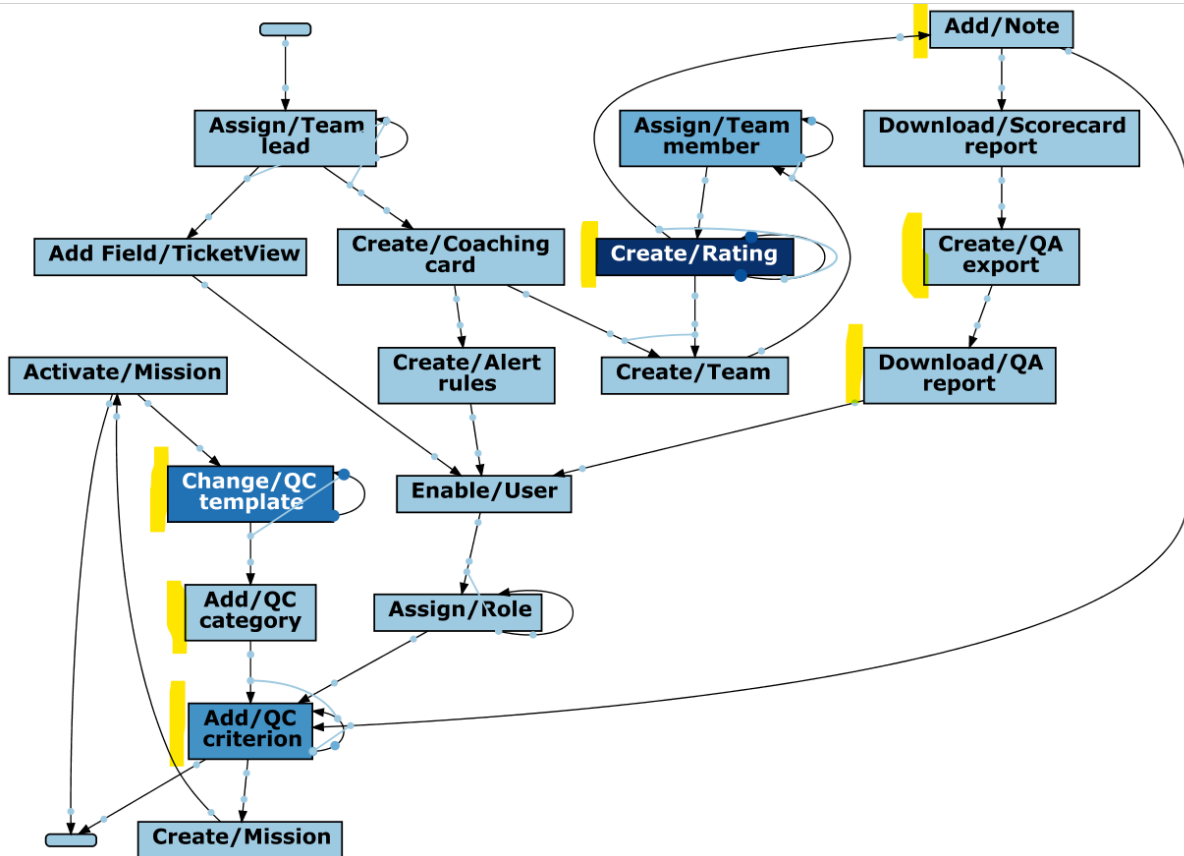 Add/Note
Assign/Team
lead
Assign/Team
member
Download/Scorecard
report
Add Field/TicketView
Create/Coaching
card
Create/Rating
Create/QA
export
Activate/Mission
Create/Alert
rules
Create/Team
Download/QA
report
Change/QC
template
Enable/User
Add/QC
category
Assign/Role
Add/QC
criterion
Create/Mission